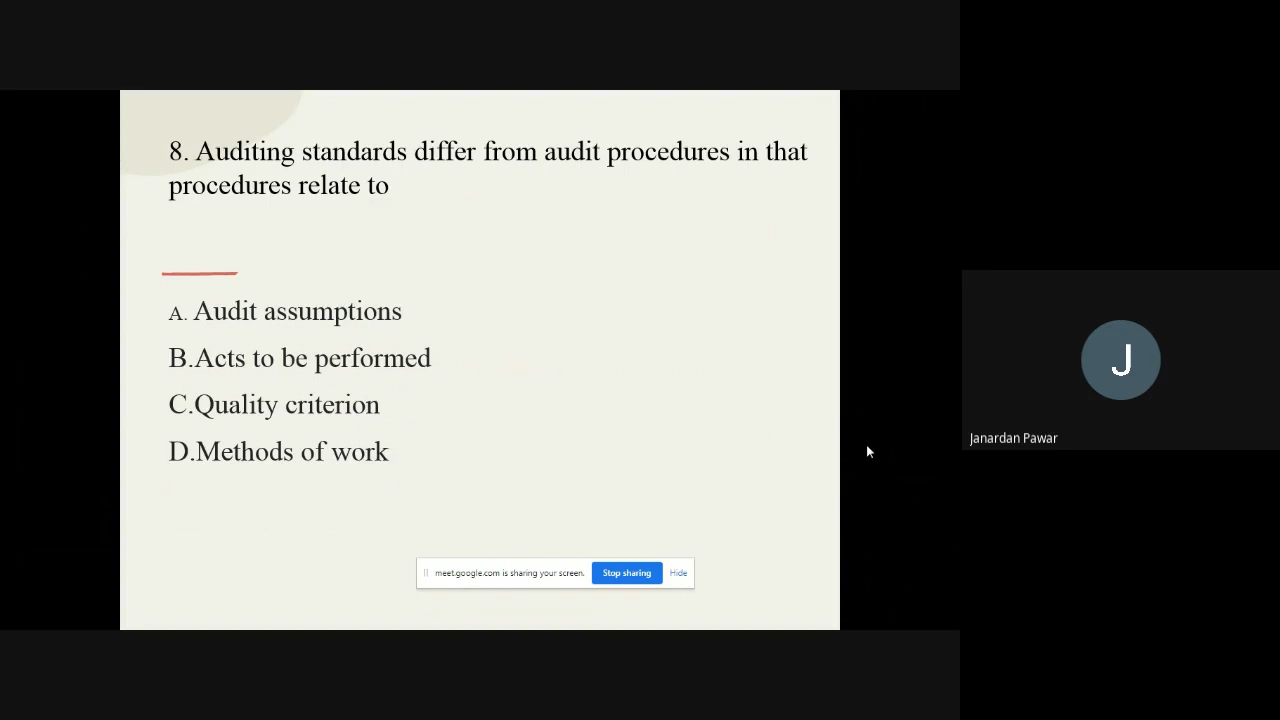 8. Auditing standards differ from audit procedures in that
procedures relate to
A. Audit assumptions
B.Acts to be performed
C.Quality criterion
D.Methods of work
meet.google.com is sharing your screen.
Stop sharing
Hide
J
Janardan Pawar